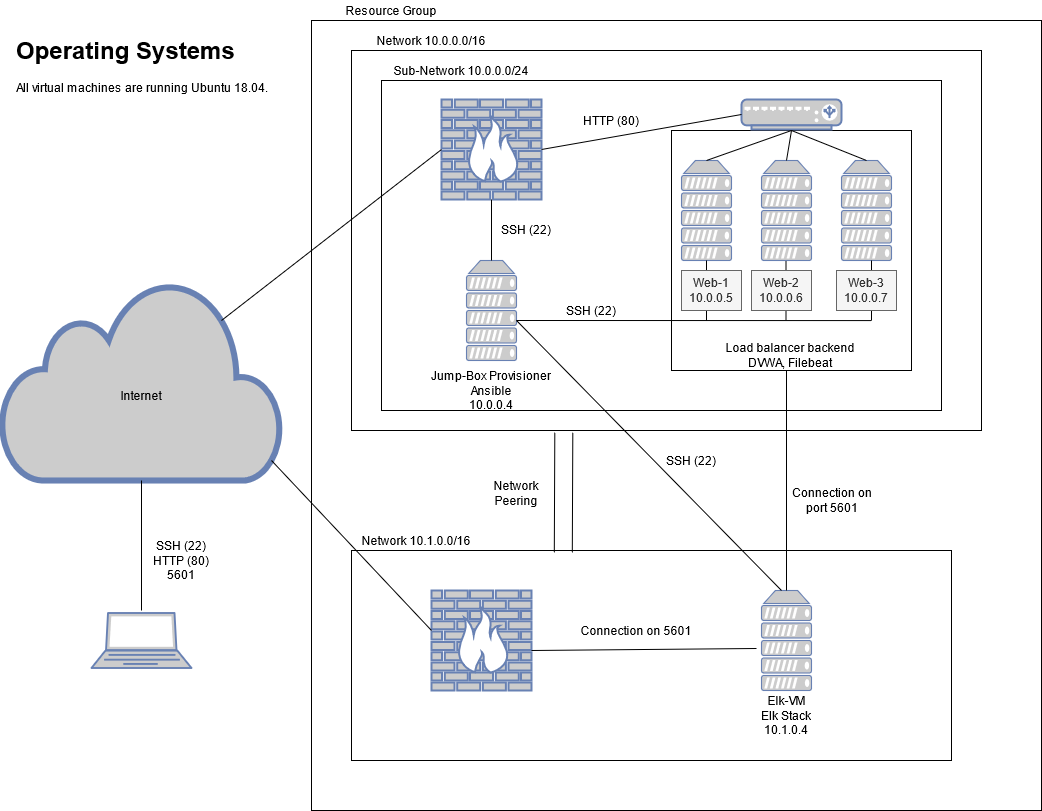 Resource Group
Operating Systems
All virtual machines are running Ubuntu 18.04.
Network 10.0.0.0/16
Sub-Network 10.0.0.0/24
HTTP (80)
SSH (22)
Web-1
10.0.0.5
Web-2
10.0.0.6
Web-3
10.0.0.7
SSH (22)
Load balancer backend
DVWA, Filebeat
Jump-Box Provisioner
Ansible
10.0.0.4
Internet
SSH (22)
Network
Peering
Connection on
port 5601
Network 10.1.0.0/16
SSH (22)
HTTP (80)
5601
Connection on 5601
Elk-VM
Elk Stack
10.1.0.4